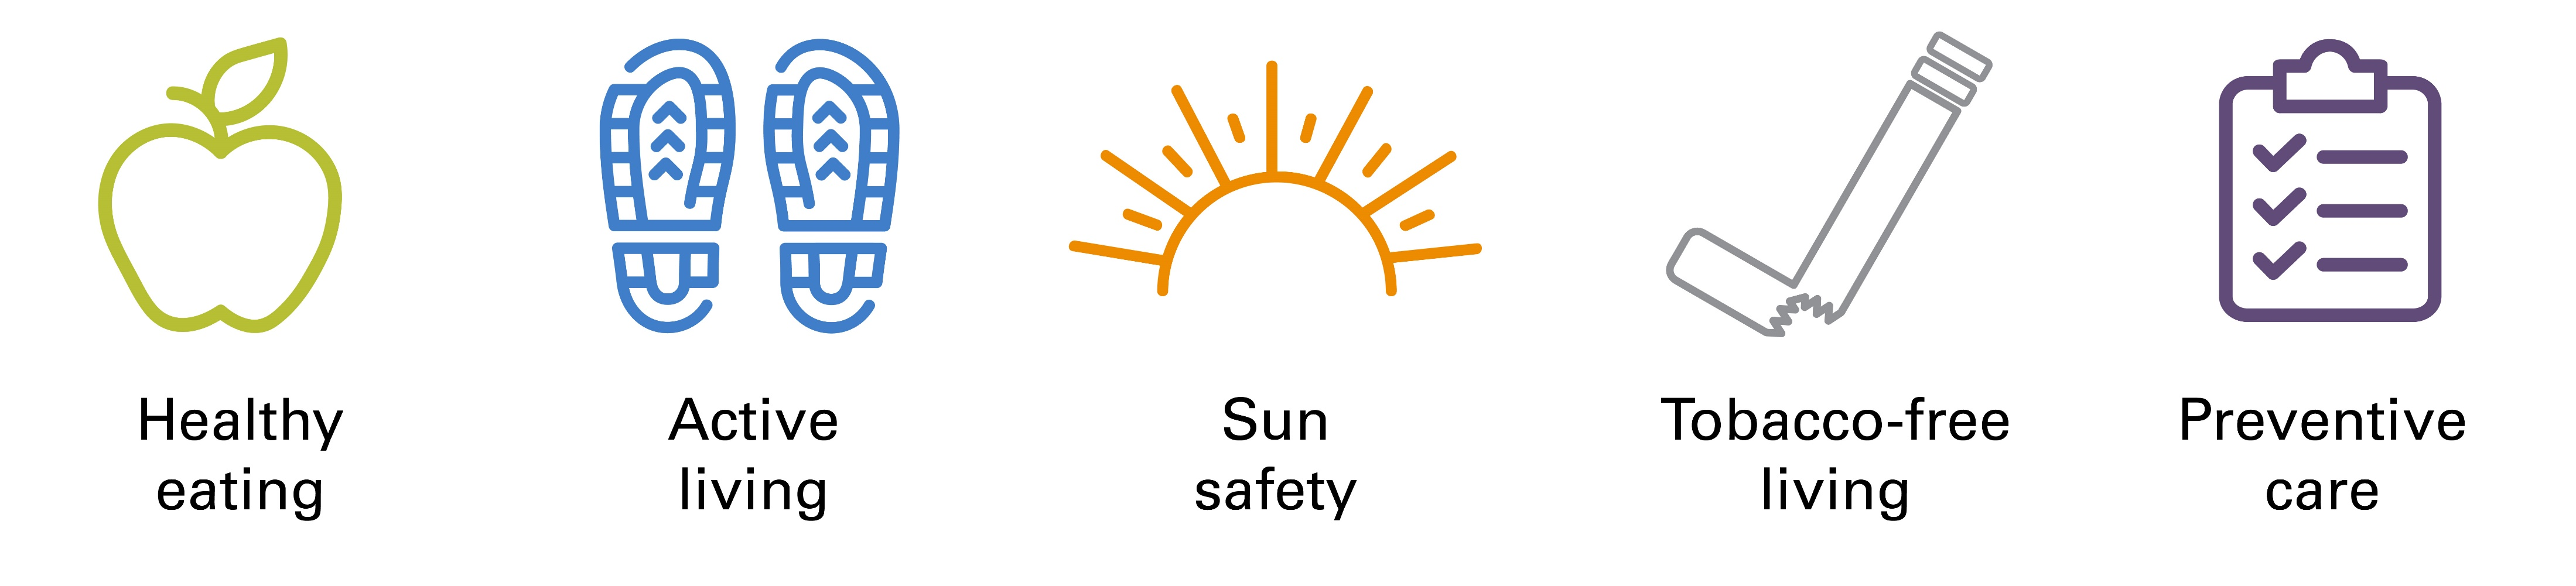 Healthy
eating
Active
living
Sun
safety
Tobacco-free
living
Preventive
care